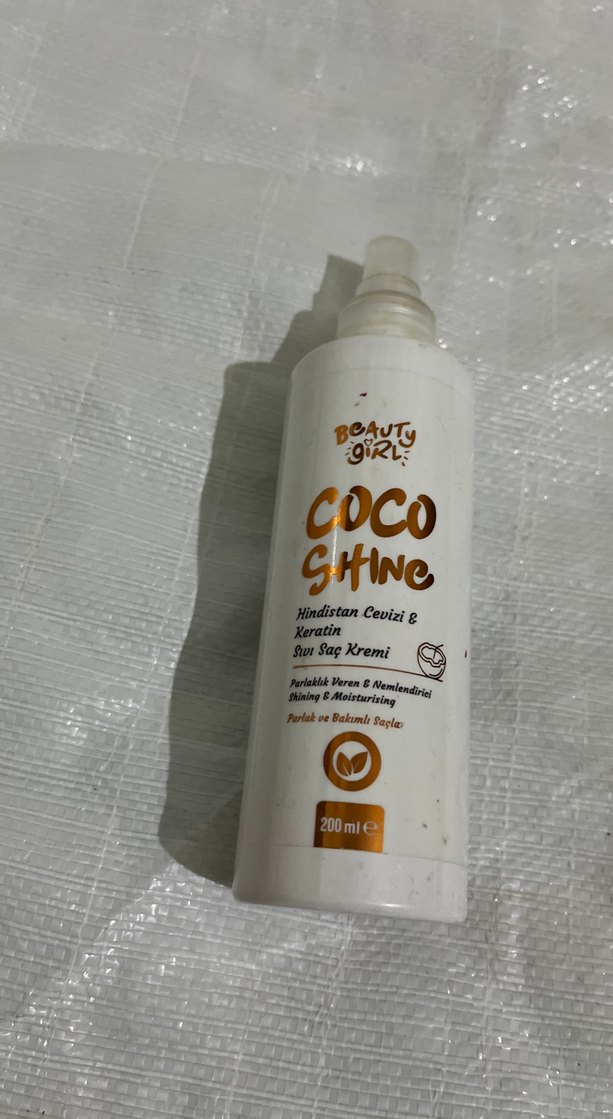 BEAUTY
GIRL
COCO
SHINE
Hindistan Cevizi &
Keratin
Sıvı Saç Kremi
Parlaklık Veren & Nemlendirici
Shining & Moisturising
Parlak ve Bakımlı Saçla
200 ml ℮